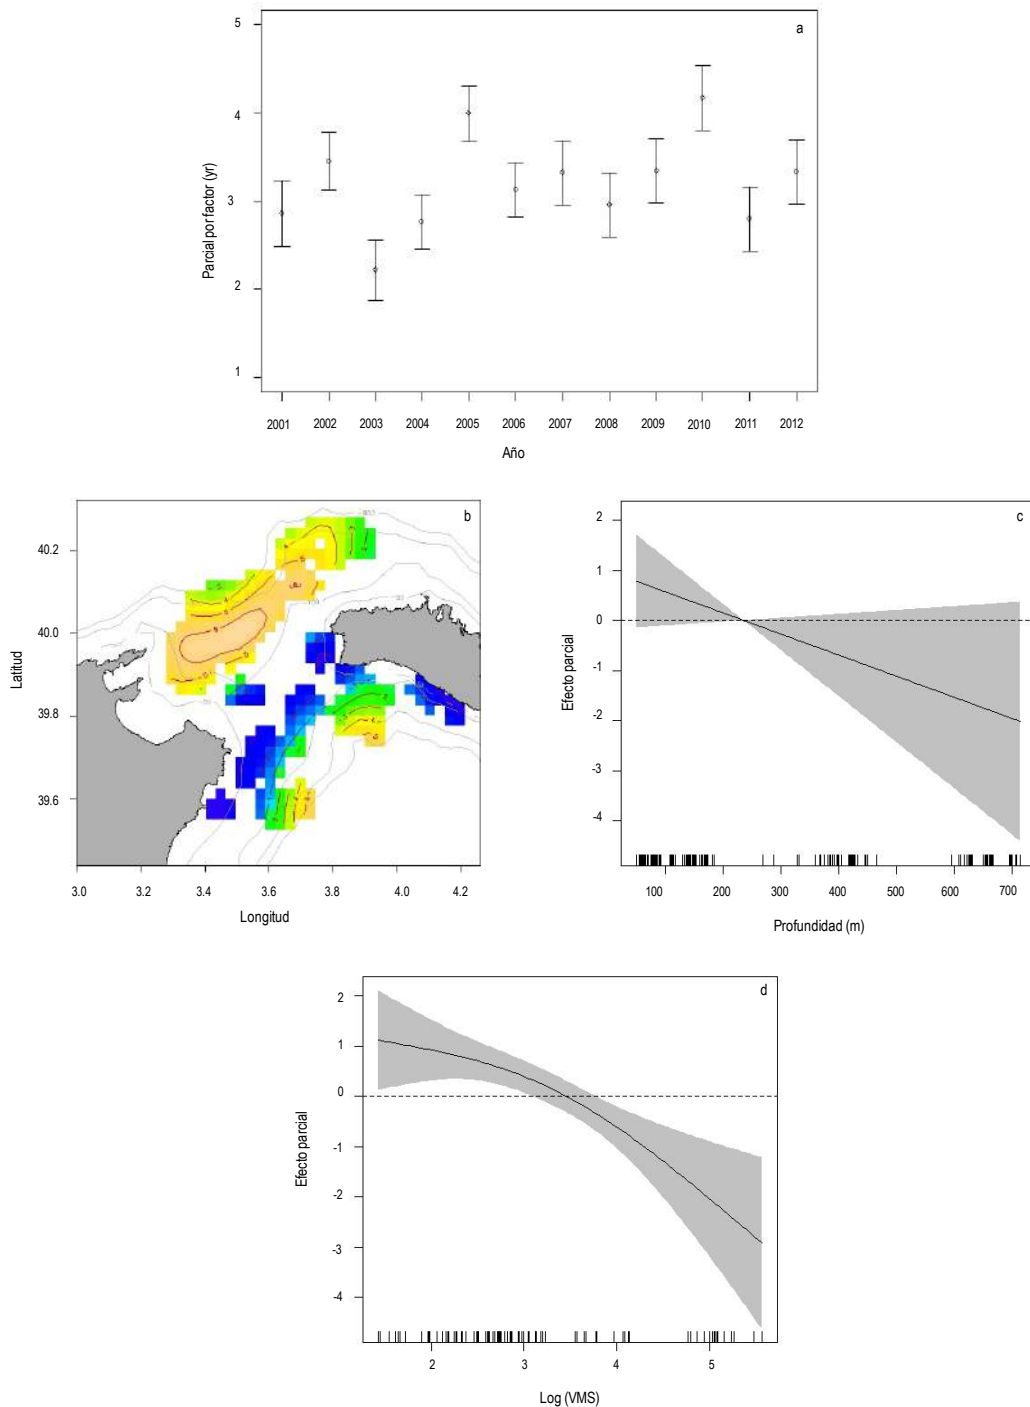 a
5
4
3
2
1
Parcial por factor (yr)
2001 2002 2003 2004 2005 2006 2007 2008 2009 2010 2011 2012
Año
b
40.2
40.0
39.8
39.6
Latitud
3.0 3.2 3.4 3.6 3.8 4.0 4.2
Longitud
c
2
1
0
-1
-2
-3
-4
Efecto parcial
100 200 300 400 500 600 700
Profundidad (m)
d
2
1
0
-1
-2
-3
-4
Efecto parcial
2 3 4 5
Log (VMS)